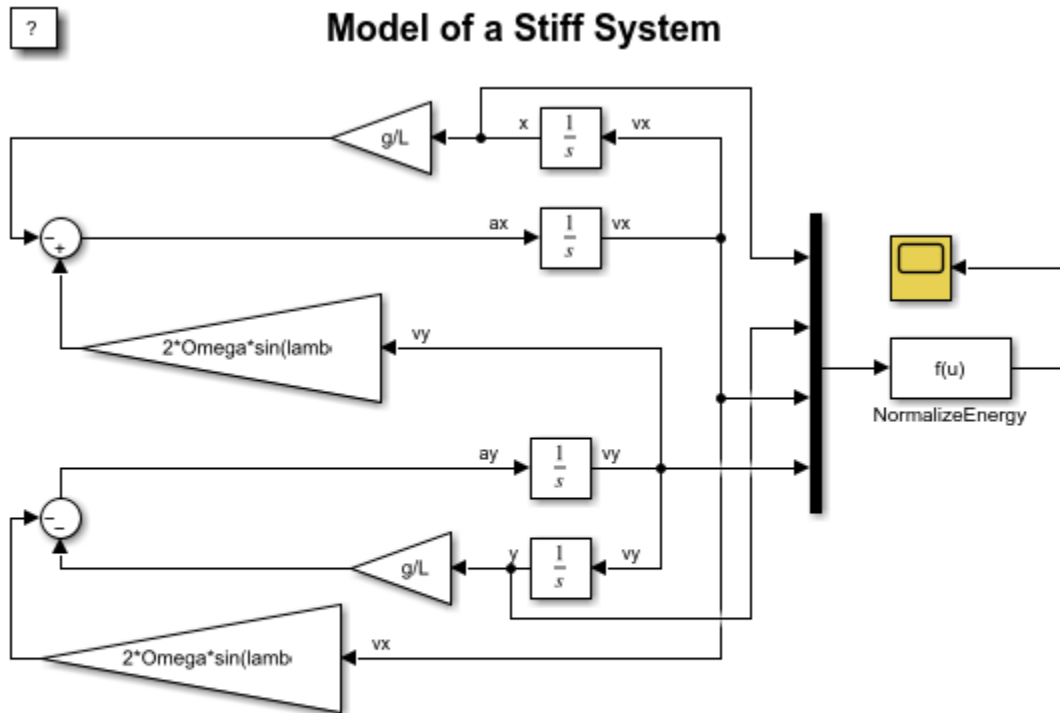 ?
Model of a Stiff System
g/L
x
1
s
vx
-
+
ax
1
s
vx
2*Omega*sin(lamb
vy
f(u)
NormalizeEnergy
ay
1
s
vy
-
-
g/L
y
1
s
vy
2*Omega*sin(lamb
vx